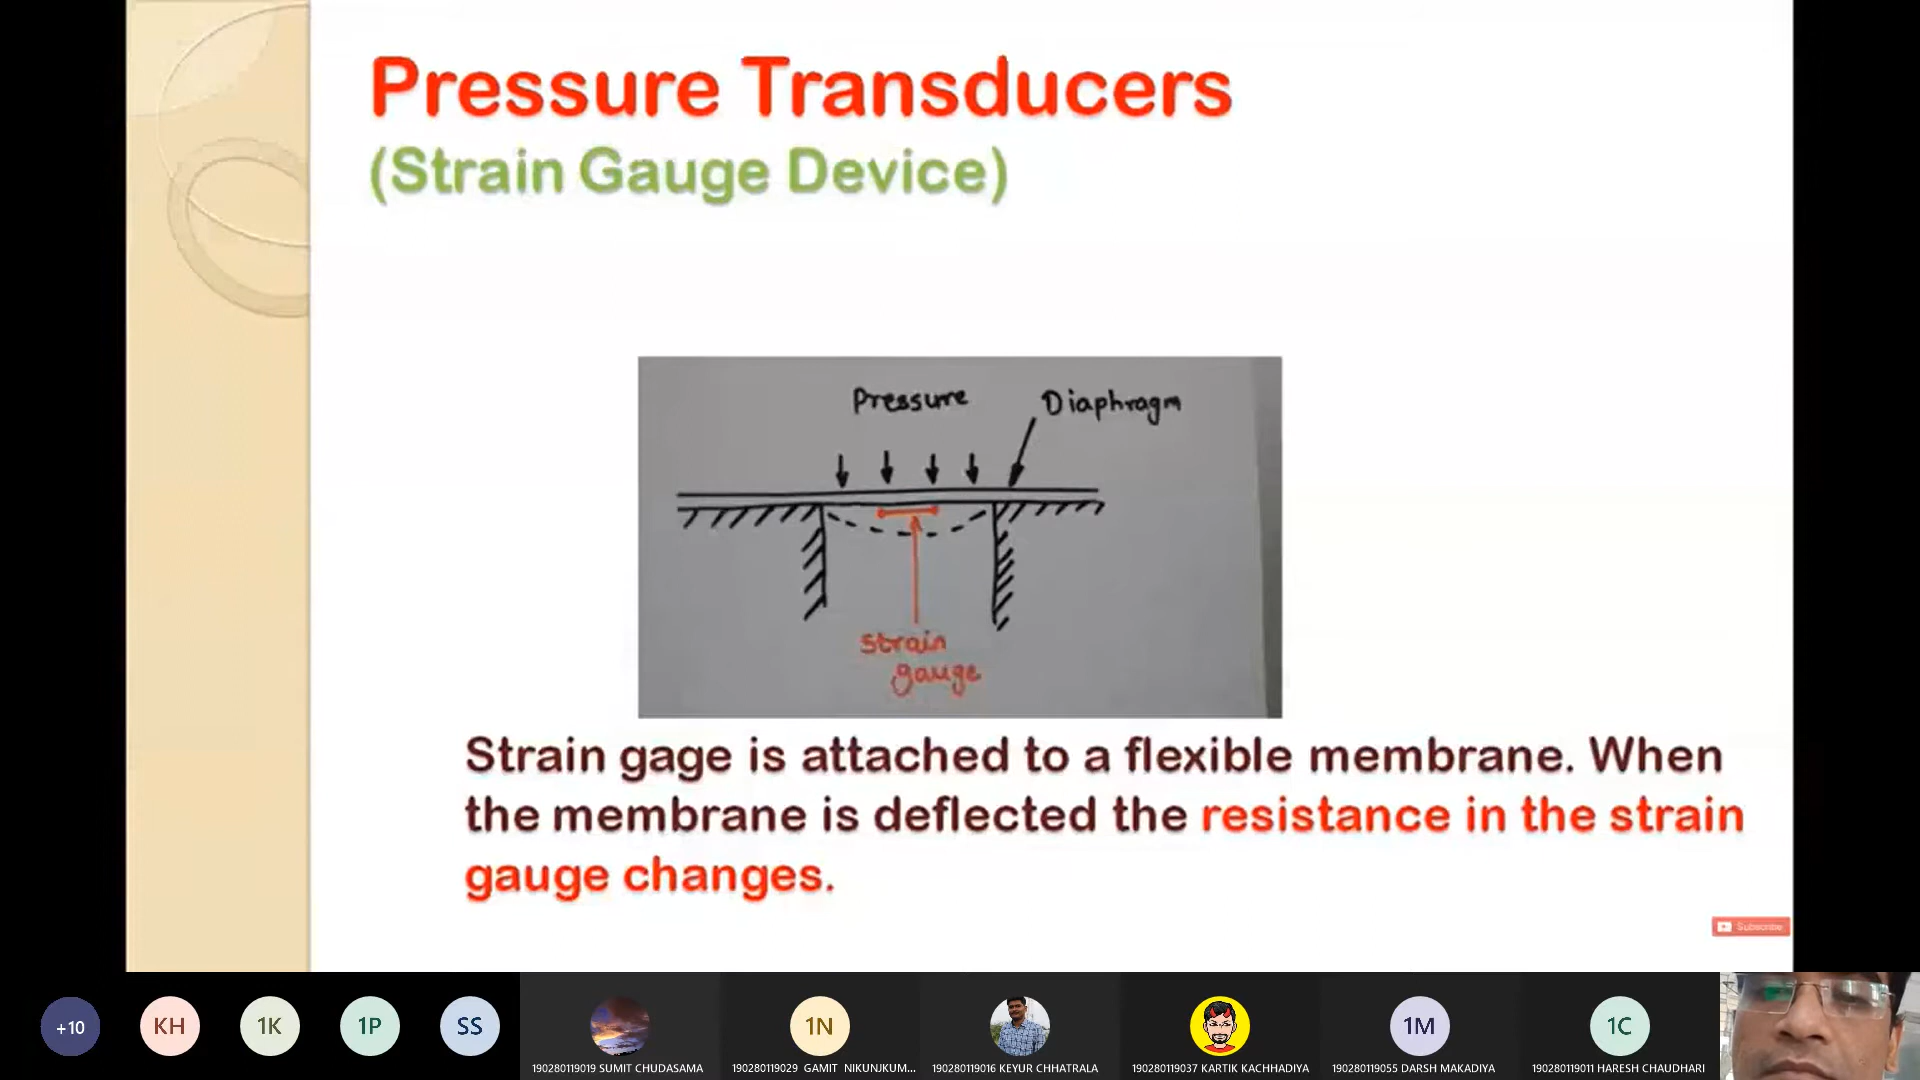 Pressure Transducers
(Strain Gauge Device)
Pressure
Diaphragm
strain
gauge
Strain gage is attached to a flexible membrane. When
the membrane is deflected the resistance in the strain
gauge changes.
Subscribe
+10
KH
1K
1P
SS
1N
1M
1C
190280119019 SUMIT CHUDASAMA
190280119029 GAMIT NIKUNJKUM...
190280119016 KEYUR CHHATRALA
190280119037 KARTIK KACHHADIYA
190280119055 DARSH MAKADIYA
190280119011 HARESH CHAUDHARI